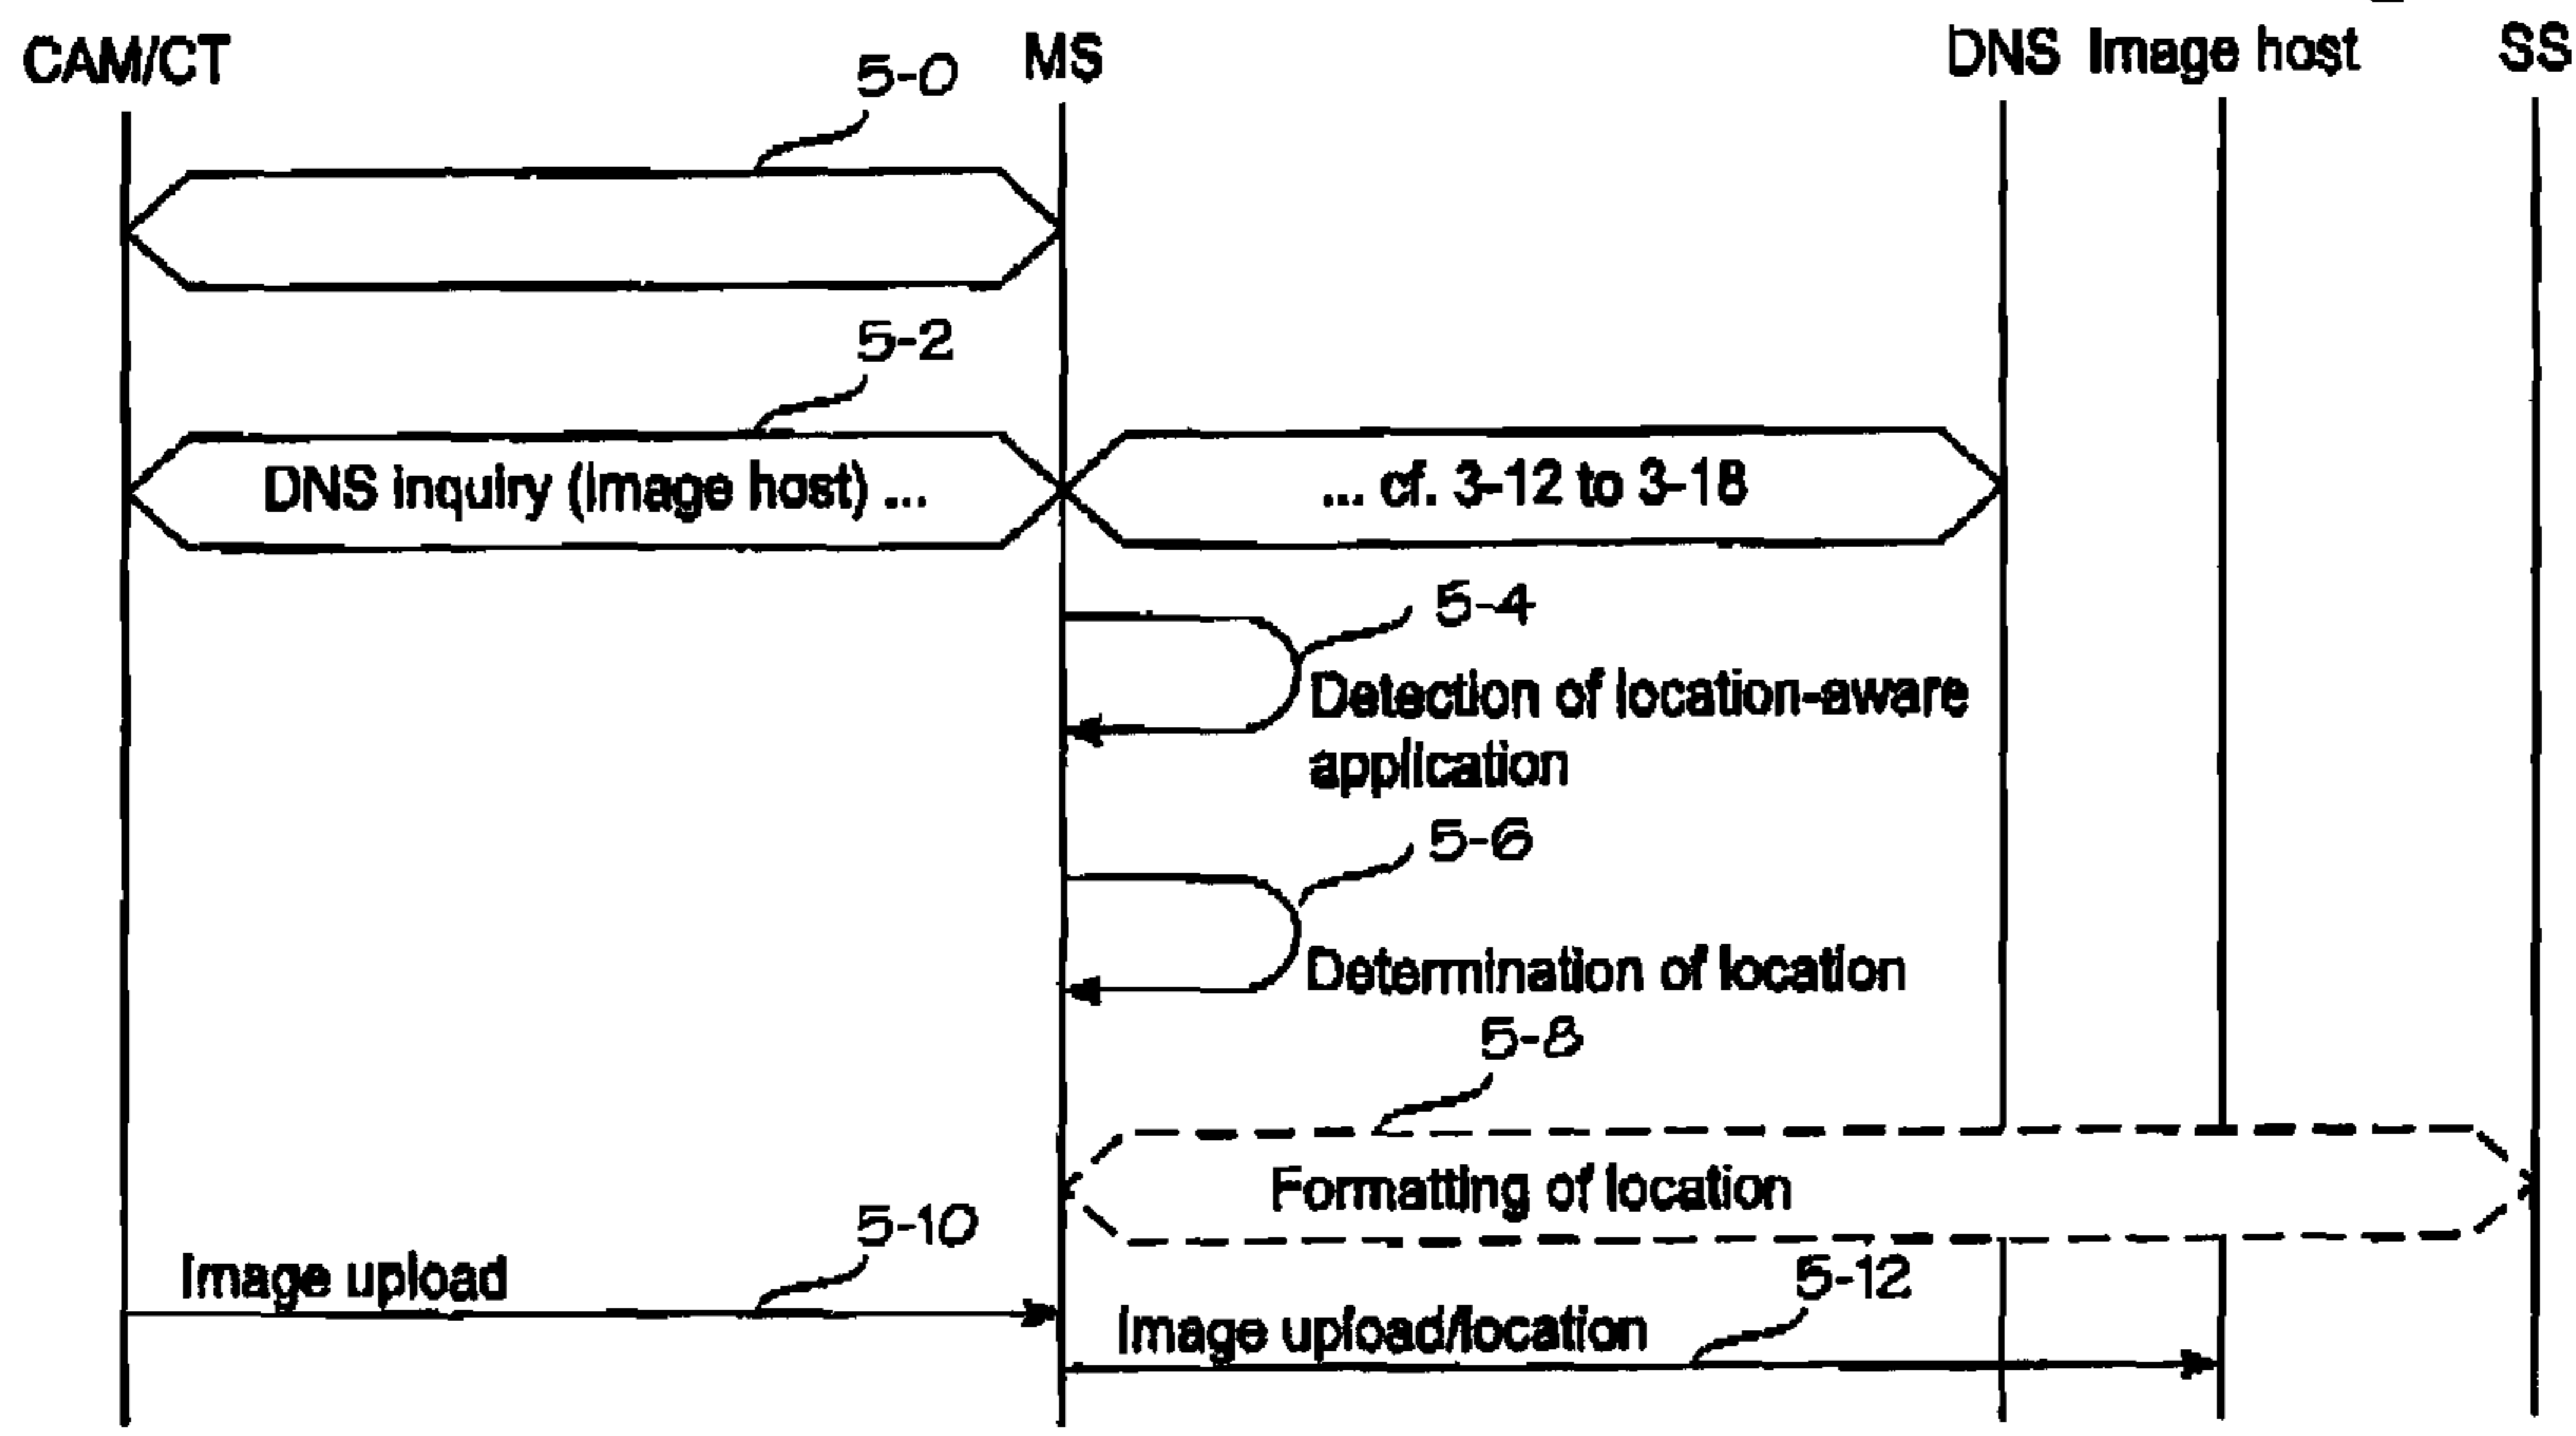 CAM/CT MS DNS Image host SS
5-0
5-2
DNS inquiry (image host) ... ... cf. 3-12 to 3-18
5-4
Detection of location-aware
application
5-6
Determination of location
5-8
Formatting of location
5-10
Image upload
5-12
Image upload/location